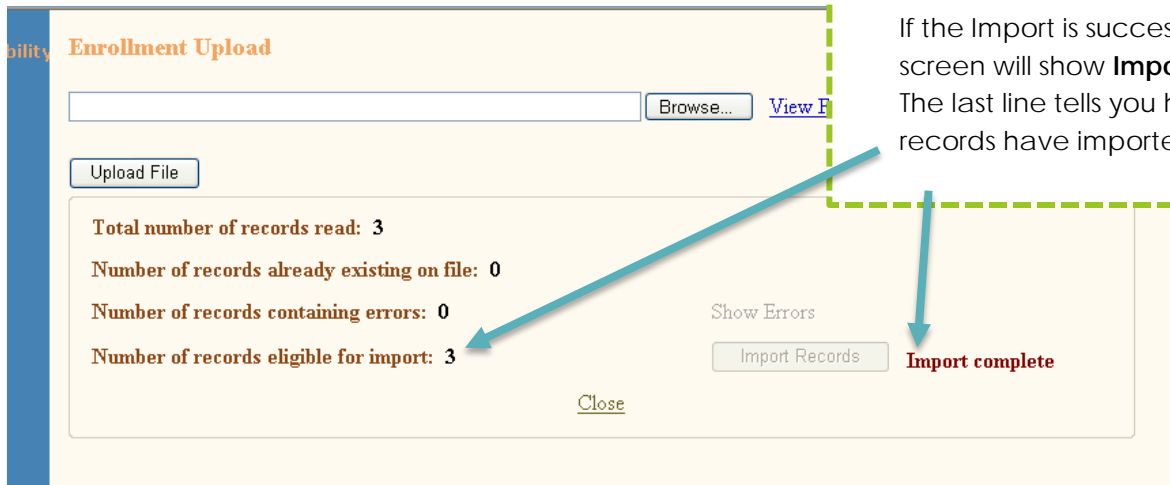 bility
Enrollment Upload
Browse... View
Upload File
Total number of records read: 3
Number of records already existing on file: 0
Number of records containing errors: 0 Show Errors
Number of records eligible for import: 3 Import Records Import complete
Close
If the Import is succes
screen will show Impo
The last line tells you h
records have importe